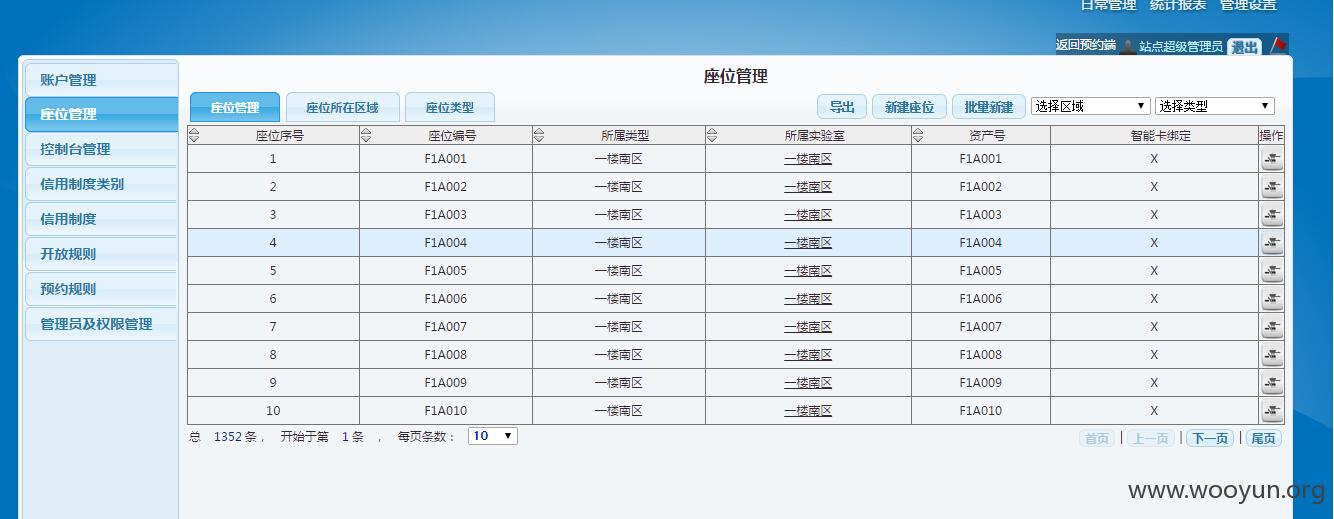 日常管理 统计报表 管理设置
返回预约端 站点超级管理员 退出
账户管理
座位管理
控制台管理
信用制度类别
信用制度
开放规则
预约规则
管理员及权限管理
座位管理
座位管理 座位所在区域 座位类型 导出 新建座位 批里新建 选择区域 选择类型
座位序号 座位编号 所属类型 所属实验室 资产号 智能卡绑定 操作
1 F1A001 一楼南区 一楼南区 F1A001 X
2 F1A002 一楼南区 一楼南区 F1A002 X
3 F1A003 一楼南区 一楼南区 F1A003 X
4 F1A004 一楼南区 一楼南区 F1A004 X
5 F1A005 一楼南区 一楼南区 F1A005 X
6 F1A006 一楼南区 一楼南区 F1A006 X
7 F1A007 一楼南区 一楼南区 F1A007 X
8 F1A008 一楼南区 一楼南区 F1A008 X
9 F1A009 一楼南区 一楼南区 F1A009 X
10 F1A010 一楼南区 一楼南区 F1A010 X
总 1352 条， 开始于第 1 条 ， 每页条数： 10 首页 | 上一页 | 下一页 | 尾页
www.wooyun.org